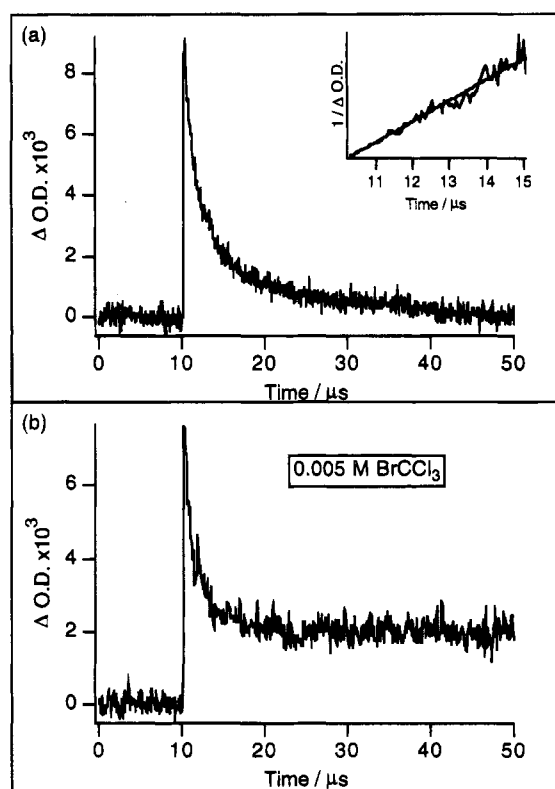 (a)
Δ O.D. x10³
8
6
4
2
0
0 10 20 30 40 50
Time / μs
1 / Δ O.D.
11 12 13 14 15
Time / μs
(b)
0.005 M BrCCl₃
Δ O.D. x10³
6
4
2
0
0 10 20 30 40 50
Time / μs